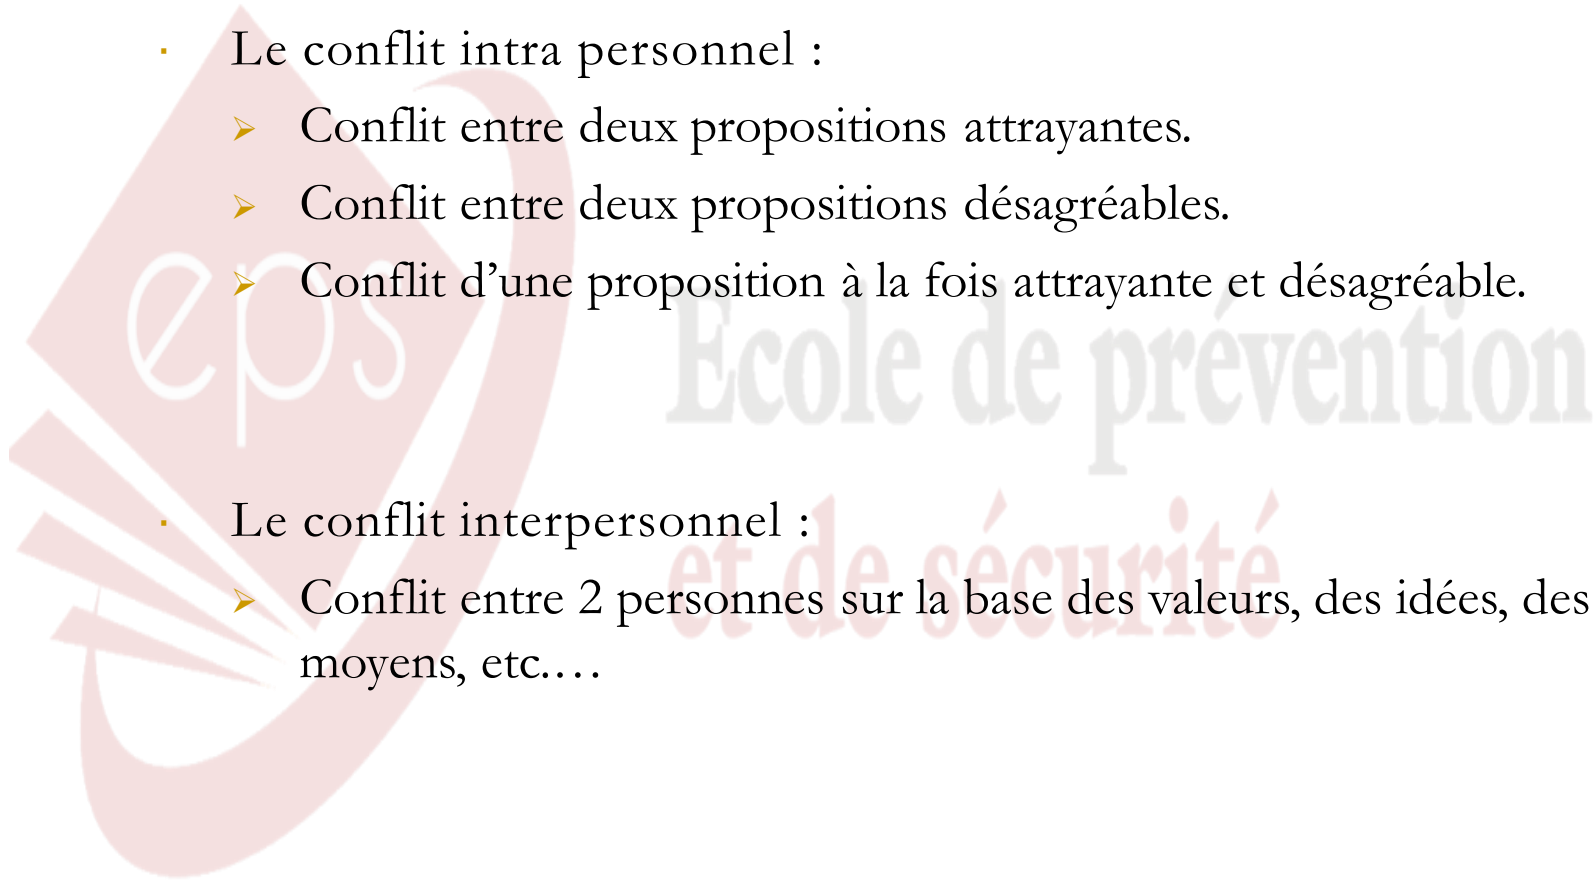 · Le conflit intra personnel :
➢ Conflit entre deux propositions attrayantes.
➢ Conflit entre deux propositions désagréables.
➢ Conflit d’une proposition à la fois attrayante et désagréable.
eps
Ecole de prévention
· Le conflit interpersonnel :
et de sécurité
➢ Conflit entre 2 personnes sur la base des valeurs, des idées, des
moyens, etc.…